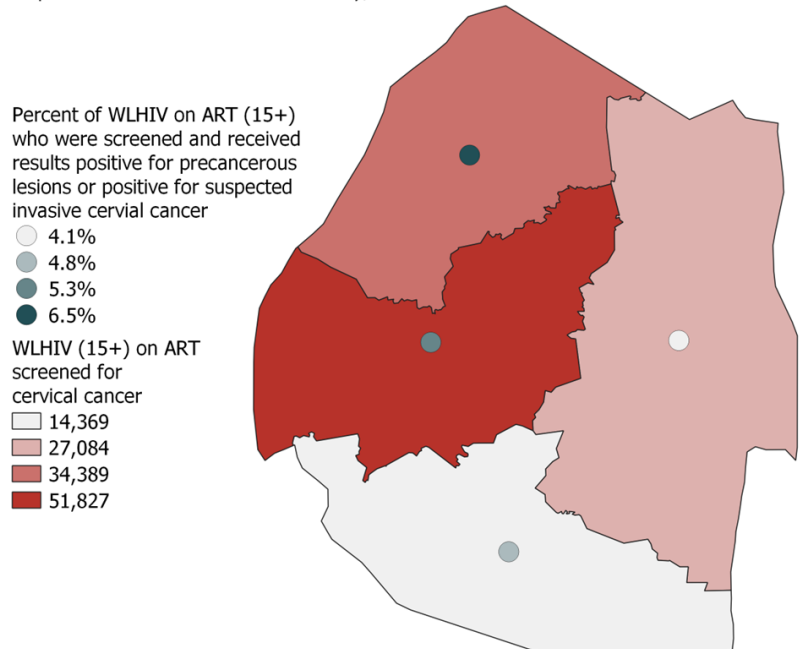 Percent of WLHIV on ART (15+)
who were screened and received
results positive for precancerous
lesions or positive for suspected
invasive cervial cancer
4.1%
4.8%
5.3%
6.5%
WLHIV (15+) on ART
screened for
cervical cancer
14,369
27,084
34,389
51,827